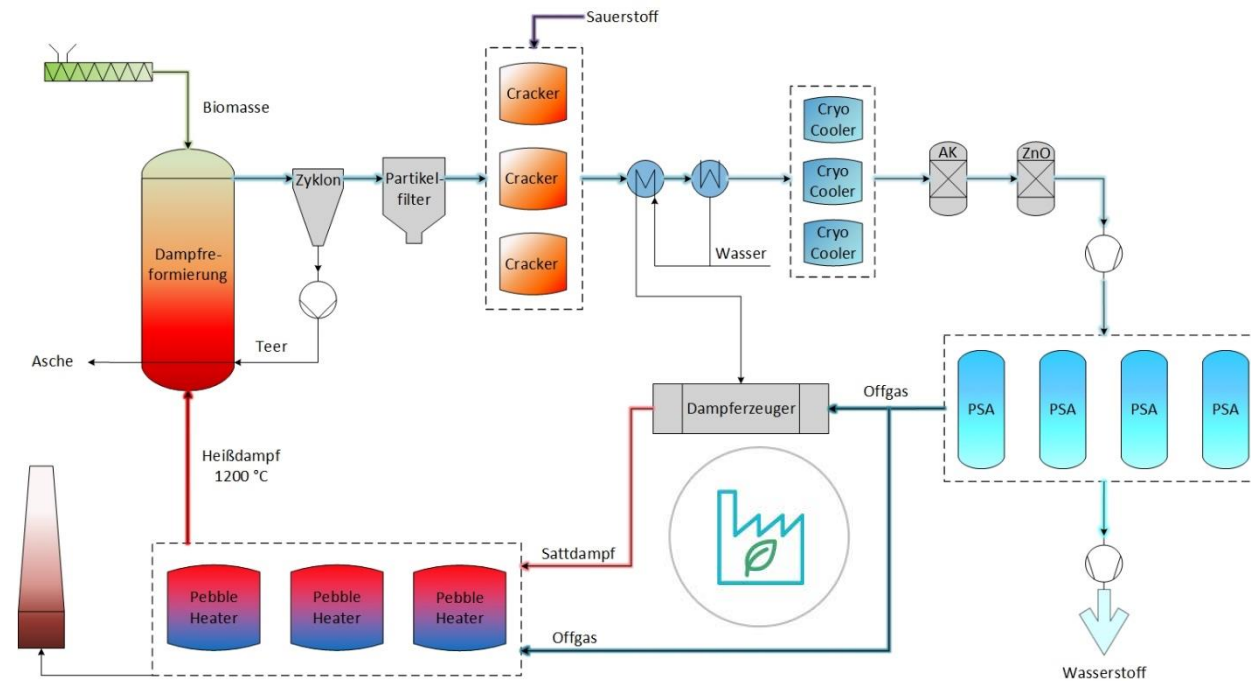 Sauerstoff
Biomasse
Cracker
Cracker
Cracker
Cryo
Cooler
Cryo
Cooler
Cryo
Cooler
AK
ZnO
Zyklon
Partikel-
filter
Dampfre-
formierung
Wasser
Teer
Asche
Dampferzeuger
Offgas
PSA
PSA
PSA
PSA
Heißdampf
1200 °C
Sattdampf
Pebble
Heater
Pebble
Heater
Pebble
Heater
Offgas
Wasserstoff